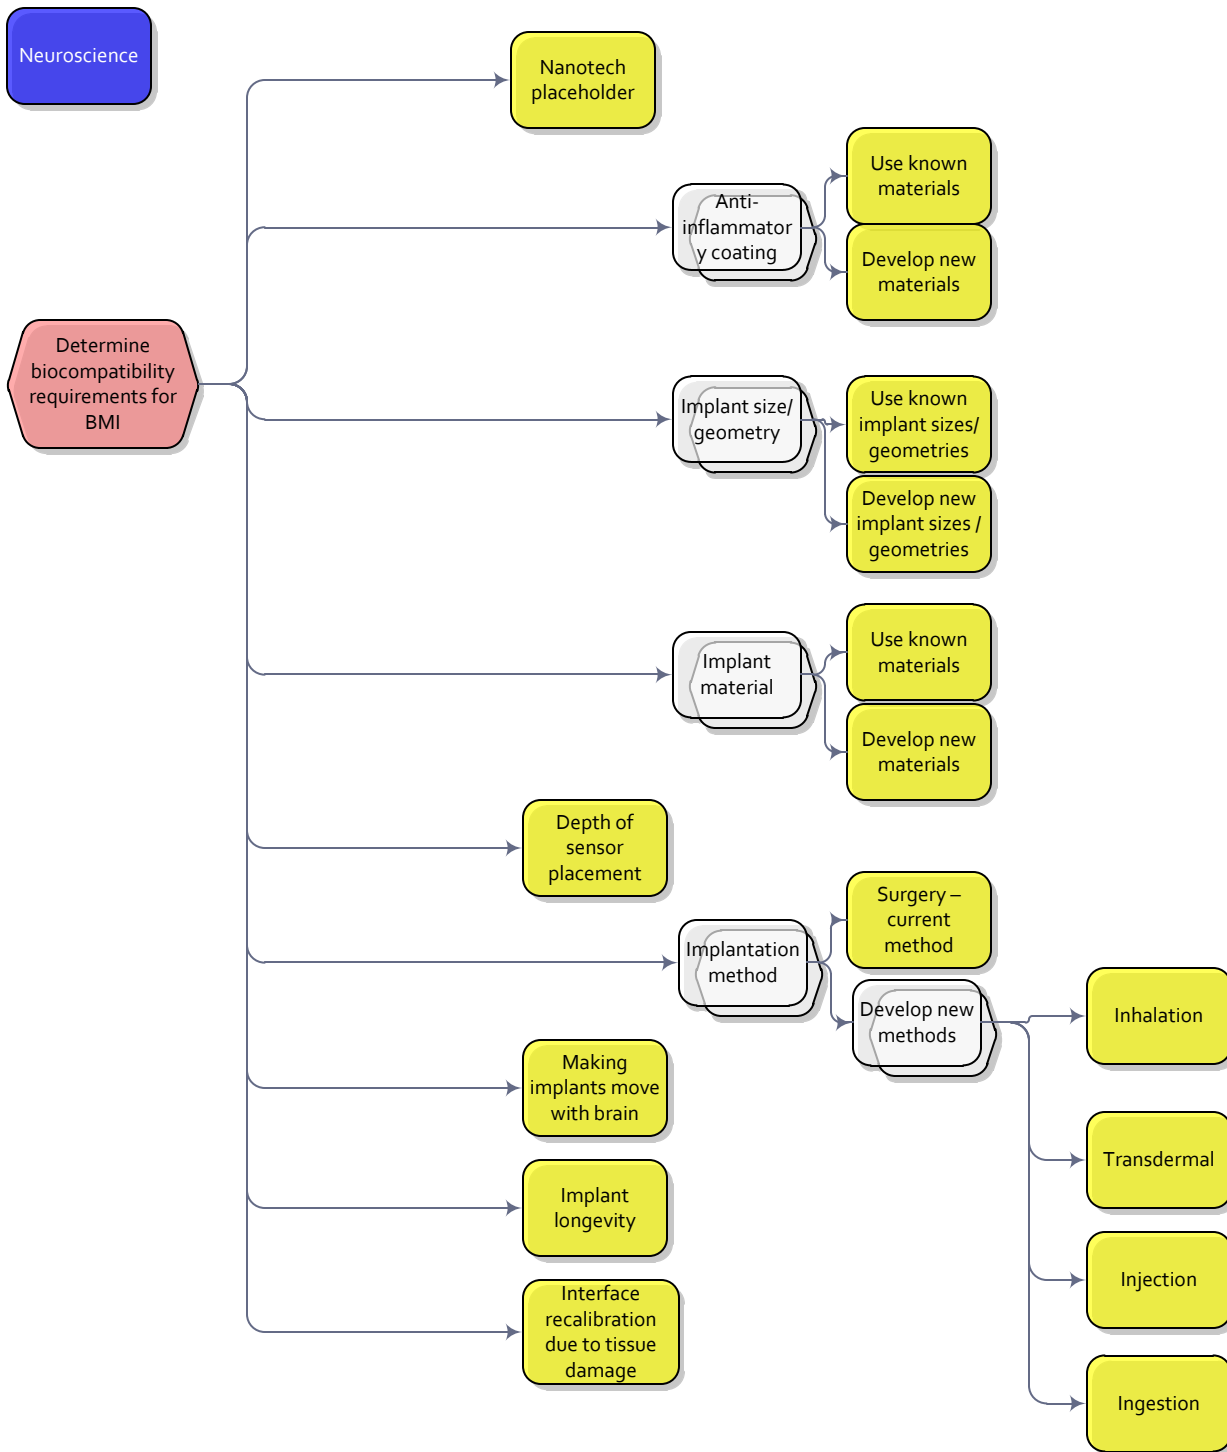 Neuroscience
Nanotech
placeholder
Use known
materials
Anti-
inflammator
y coating
Develop new
materials
Determine
biocompatibility
requirements for
BMI
Implant size/
geometry
Use known
implant sizes/
geometries
Develop new
implant sizes /
geometries
Implant
material
Use known
materials
Develop new
materials
Depth of
sensor
placement
Surgery –
current
method
Implantation
method
Develop new
methods
Inhalation
Making
implants move
with brain
Transdermal
Implant
longevity
Injection
Interface
recalibration
due to tissue
damage
Ingestion